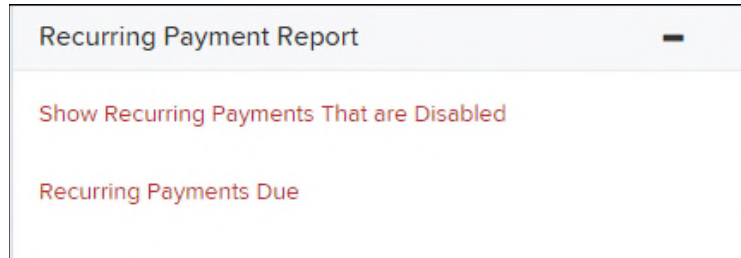 Recurring Payment Report
Show Recurring Payments That are Disabled
Recurring Payments Due